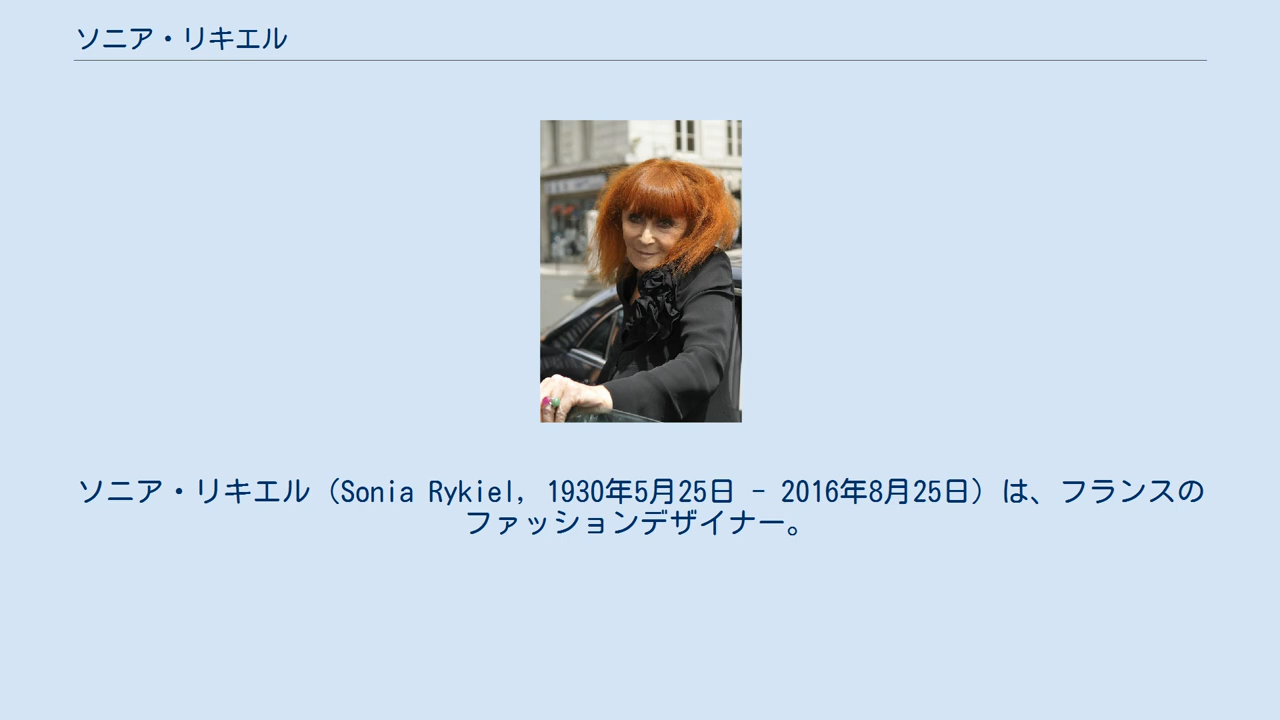 ソニア・リキエル
ソニア・リキエル（Sonia Rykiel, 1930年5月25日 - 2016年8月25日）は、フランスの
ファッションデザイナー。